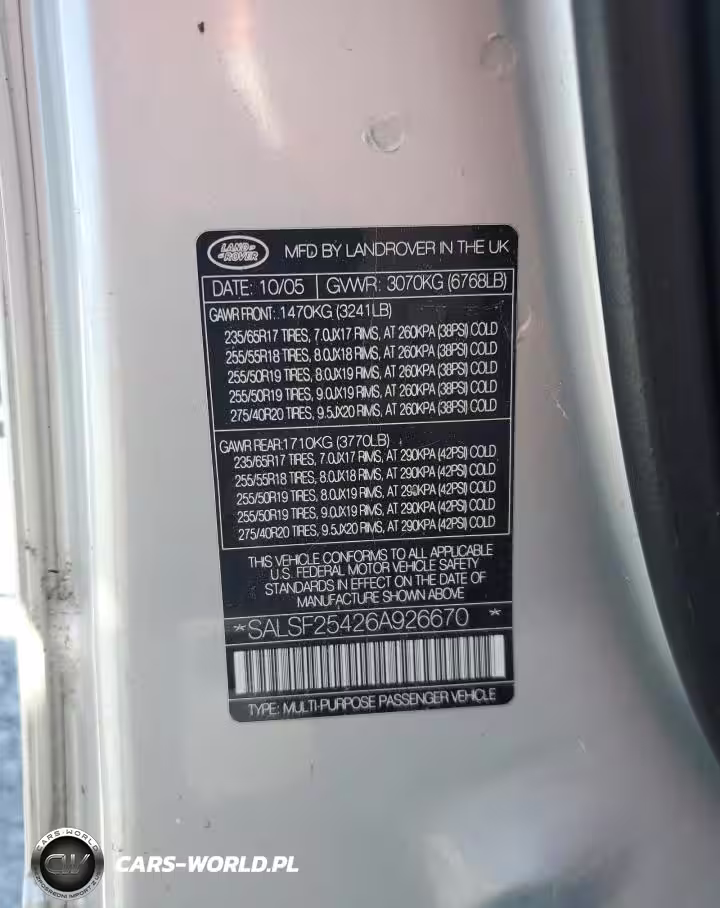 LAND ROVER
MFD BY LANDROVER IN THE UK
DATE: 10/05 GVWR: 3070KG (6768LB)
GAWR FRONT: 1470KG (3241LB)
235/65R17 TIRES, 7.0JX17 RIMS, AT 260KPA (38PSI) COLD
255/55R18 TIRES, 8.0JX18 RIMS, AT 260KPA (38PSI) COLD
255/50R19 TIRES, 8.0JX19 RIMS, AT 260KPA (38PSI) COLD
255/50R19 TIRES, 9.0JX19 RIMS, AT 260KPA (38PSI) COLD
275/40R20 TIRES, 9.5JX20 RIMS, AT 260KPA (38PSI) COLD
GAWR REAR:1710KG (3770LB)
235/65R17 TIRES, 7.0JX17 RIMS, AT 290KPA (42PSI) COLD
255/55R18 TIRES, 8.0JX18 RIMS, AT 290KPA (42PSI) COLD
255/50R19 TIRES, 8.0JX19 RIMS, AT 290KPA (42PSI) COLD
255/50R19 TIRES, 9.0JX19 RIMS, AT 290KPA (42PSI) COLD
275/40R20 TIRES, 9.5JX20 RIMS, AT 290KPA (42PSI) COLD
THIS VEHICLE CONFORMS TO ALL APPLICABLE
U.S. FEDERAL MOTOR VEHICLE SAFETY
STANDARDS IN EFFECT ON THE DATE OF
MANUFACTURE SHOWN ABOVE
*SALSF25426A926670*
TYPE: MULTI-PURPOSE PASSENGER VEHICLE
CARS-WORLD
CW
BEZPOŚREDNI IMPORT Z
CARS-WORLD.PL